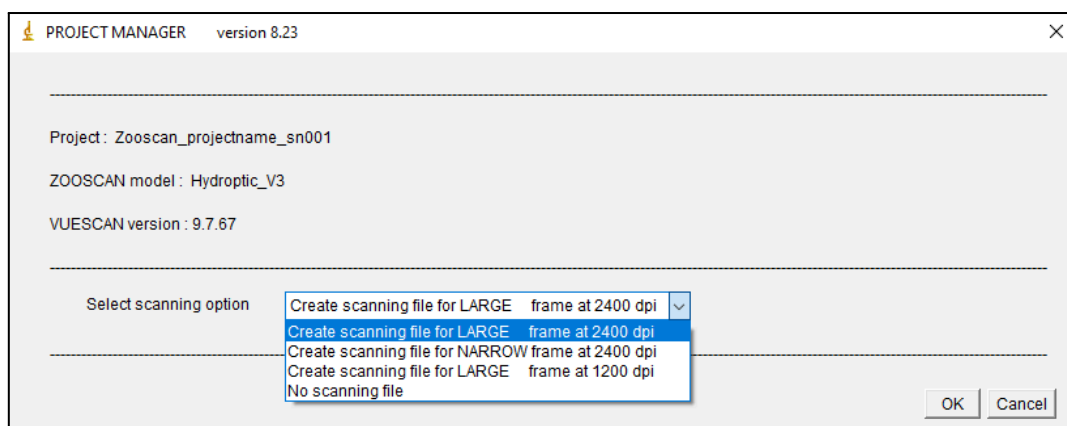 PROJECT MANAGER version 8.23
Project : Zooscan_projectname_sn001
ZOOSCAN model : Hydroptic_V3
VUESCAN version : 9.7.67
Select scanning option Create scanning file for LARGE frame at 2400 dpi
Create scanning file for LARGE frame at 2400 dpi
Create scanning file for NARROW frame at 2400 dpi
Create scanning file for LARGE frame at 1200 dpi
No scanning file
OK Cancel